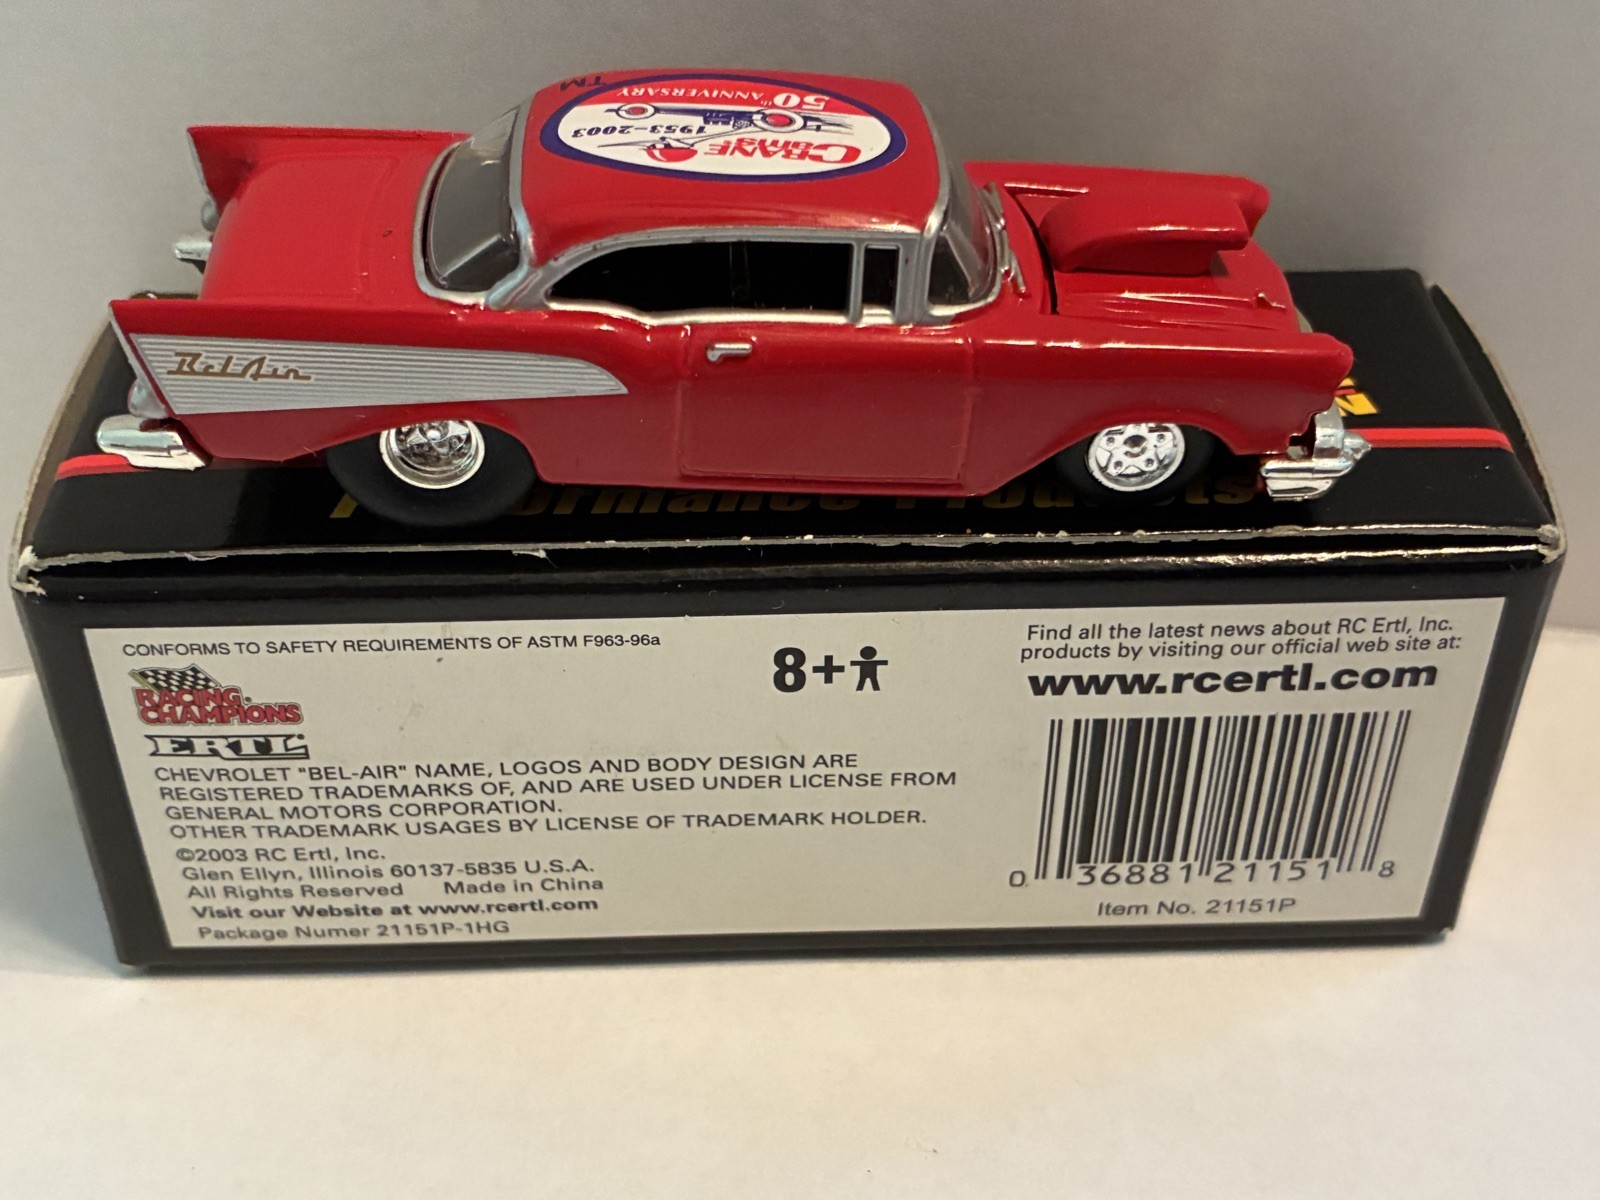 CRANE
Cams
1953-2003
50th ANNIVERSARY
TM
Bel Air
Performance Products
CONFORMS TO SAFETY REQUIREMENTS OF ASTM F963-96a
RACING
CHAMPIONS
ERTL
CHEVROLET "BEL-AIR" NAME, LOGOS AND BODY DESIGN ARE
REGISTERED TRADEMARKS OF, AND ARE USED UNDER LICENSE FROM
GENERAL MOTORS CORPORATION.
OTHER TRADEMARK USAGES BY LICENSE OF TRADEMARK HOLDER.
©2003 RC Ertl, Inc.
Glen Ellyn, Illinois 60137-5835 U.S.A.
All Rights Reserved Made in China
Visit our Website at www.rcertl.com
Package Numer 21151P-1HG
8+
Find all the latest news about RC Ertl, Inc.
products by visiting our official web site at:
www.rcertl.com
0 36881 21151 8
Item No. 21151P